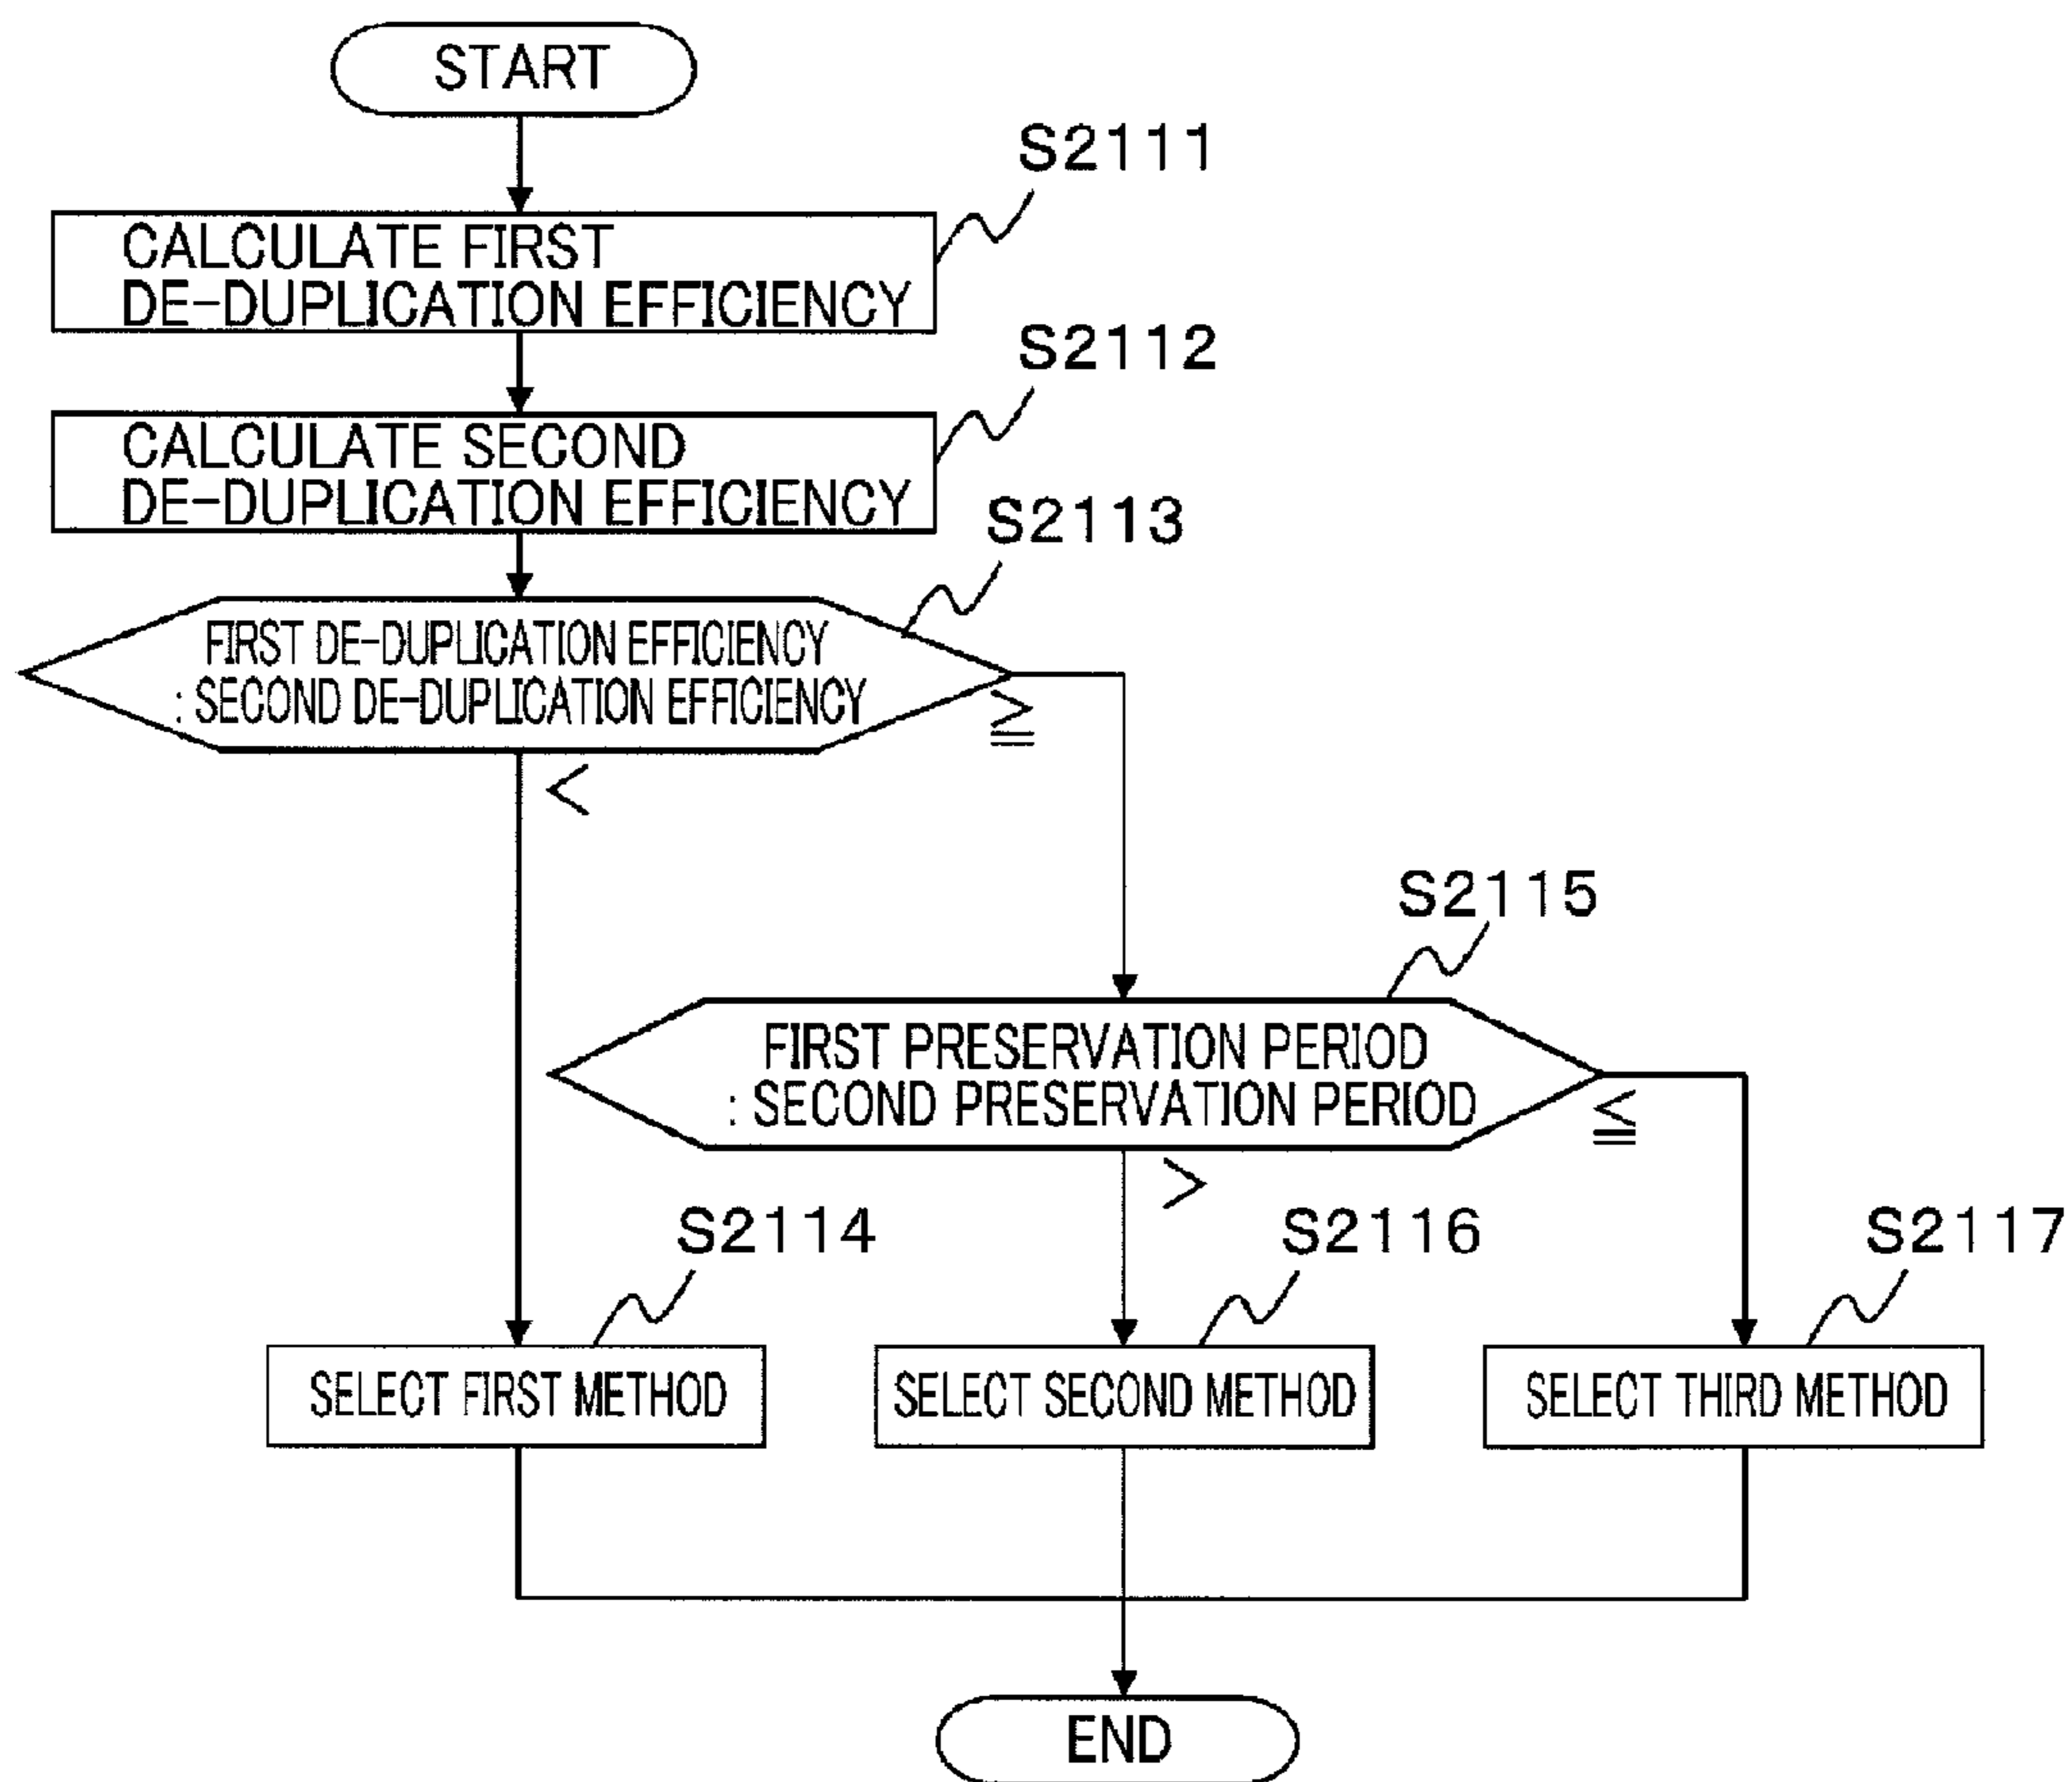 START
S2111
CALCULATE FIRST
DE-DUPLICATION EFFICIENCY
S2112
CALCULATE SECOND
DE-DUPLICATION EFFICIENCY
S2113
FIRST DE-DUPLICATION EFFICIENCY
: SECOND DE-DUPLICATION EFFICIENCY
≧
<
S2115
FIRST PRESERVATION PERIOD
: SECOND PRESERVATION PERIOD
≦
>
S2114
S2116
S2117
SELECT FIRST METHOD
SELECT SECOND METHOD
SELECT THIRD METHOD
END